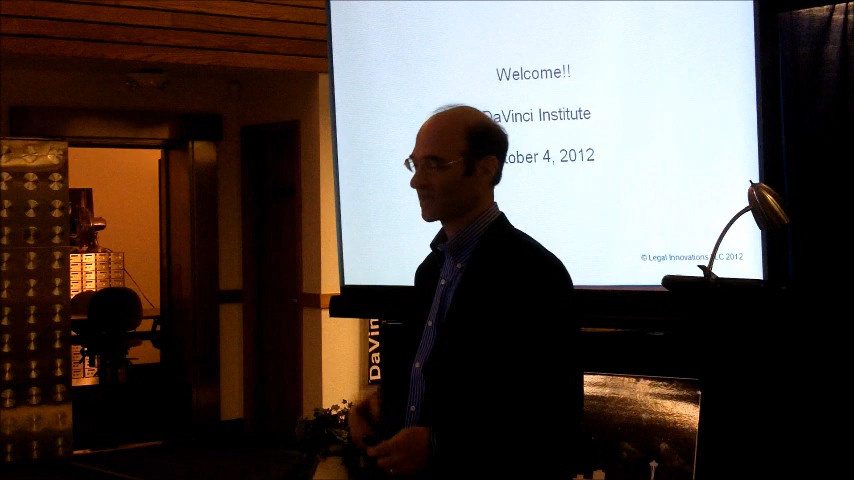 Welcome!!
DaVinci Institute
tober 4, 2012
© Legal Innovations LLC 2012
DaVinci